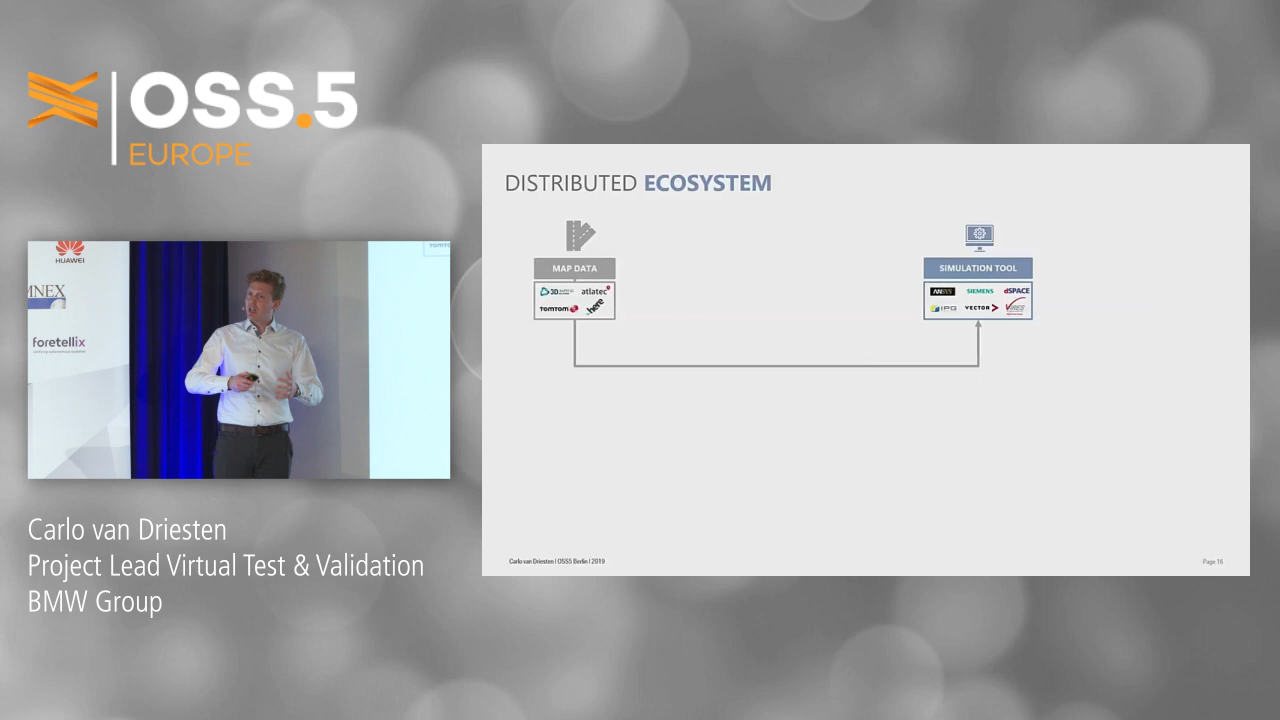 OSS.5
EUROPE
HUAWEI
MNEX
foretellix
TOMTO
Carlo van Driesten
Project Lead Virtual Test & Validation
BMW Group
DISTRIBUTED ECOSYSTEM
MAP DATA
3D
atlatec
TOMTOM
here
SIMULATION TOOL
ANSYS
SIEMENS
dSPACE
IPG
VECTOR
VIRES
Carlo van Driesten | OSS5 Berlin | 2019
Page 16